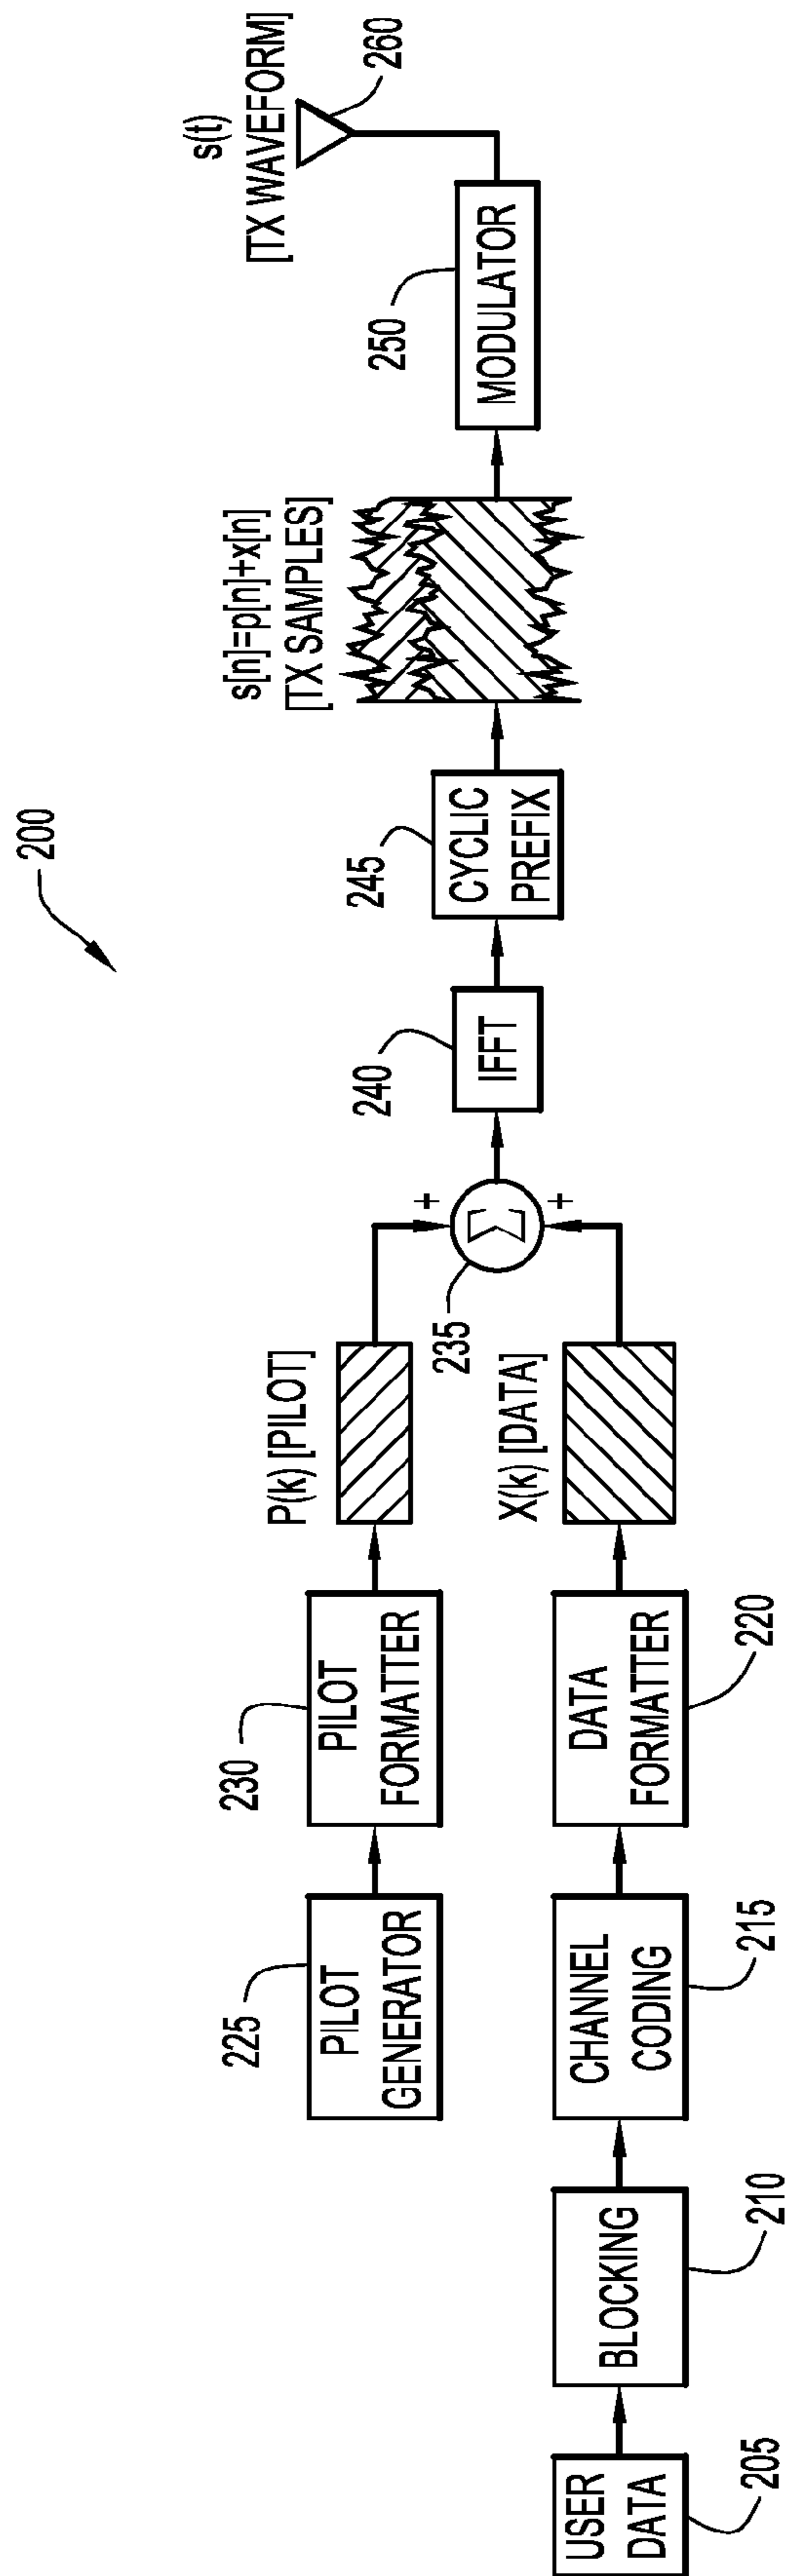 200
s(t)
[TX WAVEFORM]
260
s[n]=p[n]+x[n]
[TX SAMPLES]
250
MODULATOR
245
CYCLIC
PREFIX
240
IFFT
P(k) [PILOT]
230
PILOT
FORMATTER
225
PILOT
GENERATOR
+
Σ
+
235
X(k) [DATA]
USER
DATA
205
BLOCKING
210
CHANNEL
CODING
215
DATA
FORMATTER
220